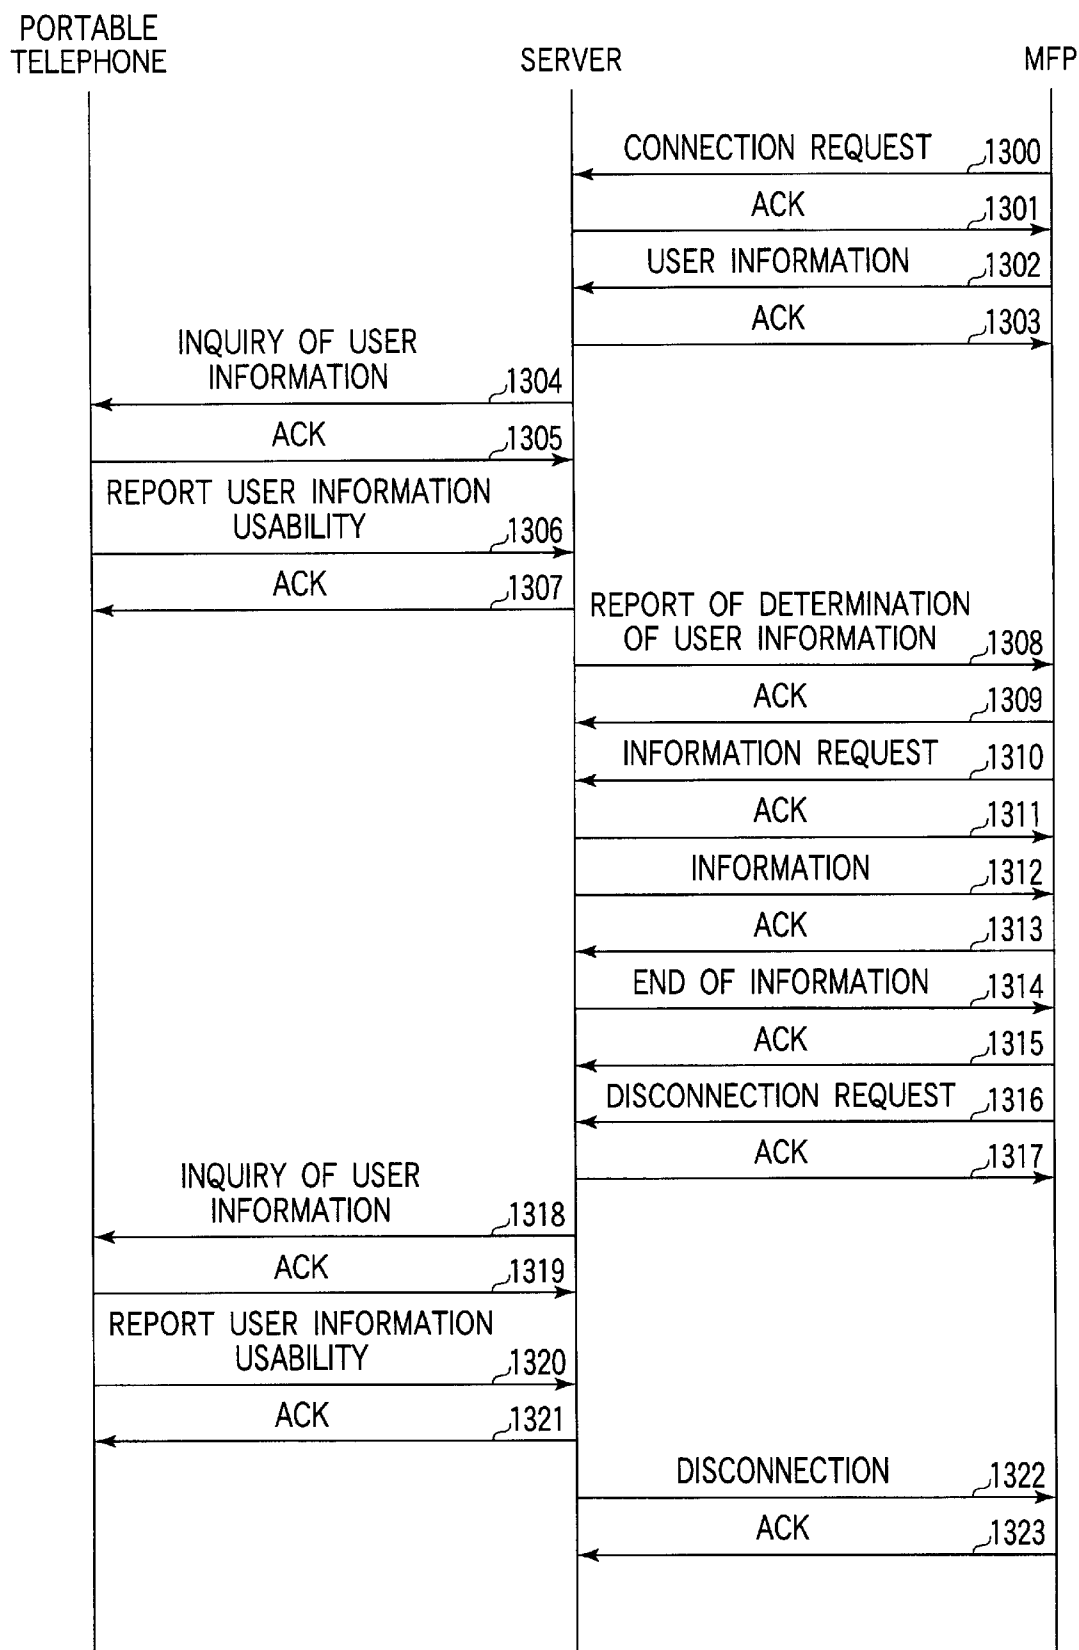 PORTABLE
TELEPHONE
SERVER
MFP
CONNECTION REQUEST
1300
ACK
1301
USER INFORMATION
1302
ACK
1303
INQUIRY OF USER
INFORMATION
1304
ACK
1305
REPORT USER INFORMATION
USABILITY
1306
ACK
1307
REPORT OF DETERMINATION
OF USER INFORMATION
1308
ACK
1309
INFORMATION REQUEST
1310
ACK
1311
INFORMATION
1312
ACK
1313
END OF INFORMATION
1314
ACK
1315
DISCONNECTION REQUEST
1316
ACK
1317
INQUIRY OF USER
INFORMATION
1318
ACK
1319
REPORT USER INFORMATION
USABILITY
1320
ACK
1321
DISCONNECTION
1322
ACK
1323